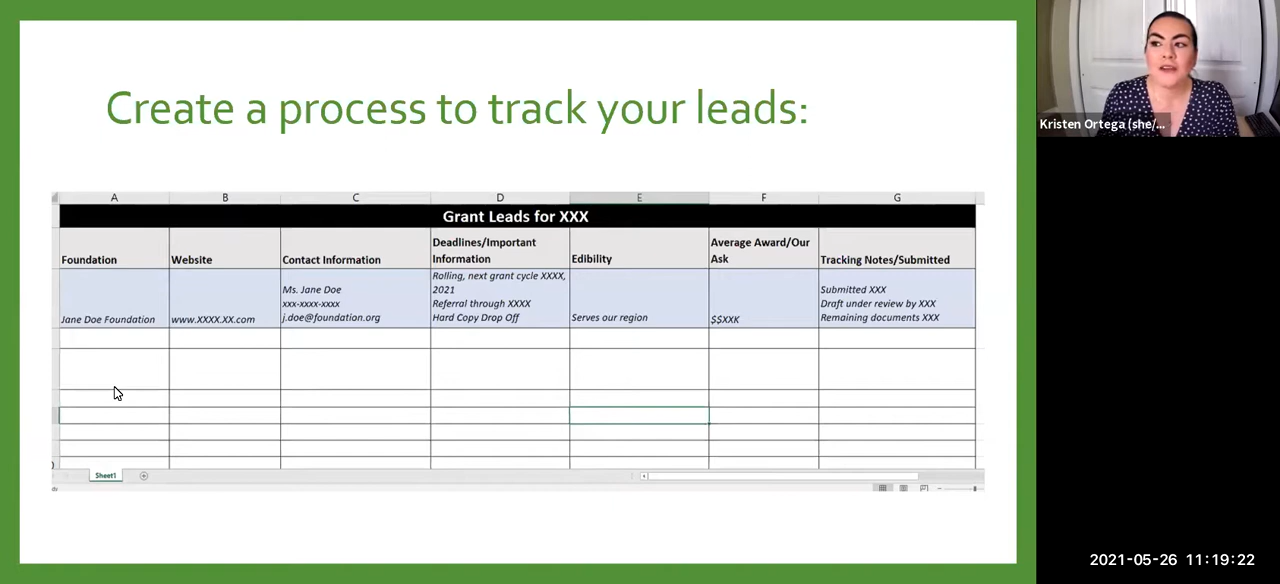 Create a process to track your leads:
Kristen Ortega (she/...
A B C D E F G
Grant Leads for XXX
Foundation
Website
Contact Information
Deadlines/Important
Information
Edibility
Average Award/Our
Ask
Tracking Notes/Submitted
Jane Doe Foundation
www.XXXX.XX.com
Ms. Jane Doe
xxx-xxxx-xxxx
j.doe@foundation.org
Rolling, next grant cycle XXXX,
2021
Referral through XXXX
Hard Copy Drop Off
Serves our region
$$XXK
Submitted XXX
Draft under review by XXX
Remaining documents XXX
Sheet1
2021-05-26 11:19:22